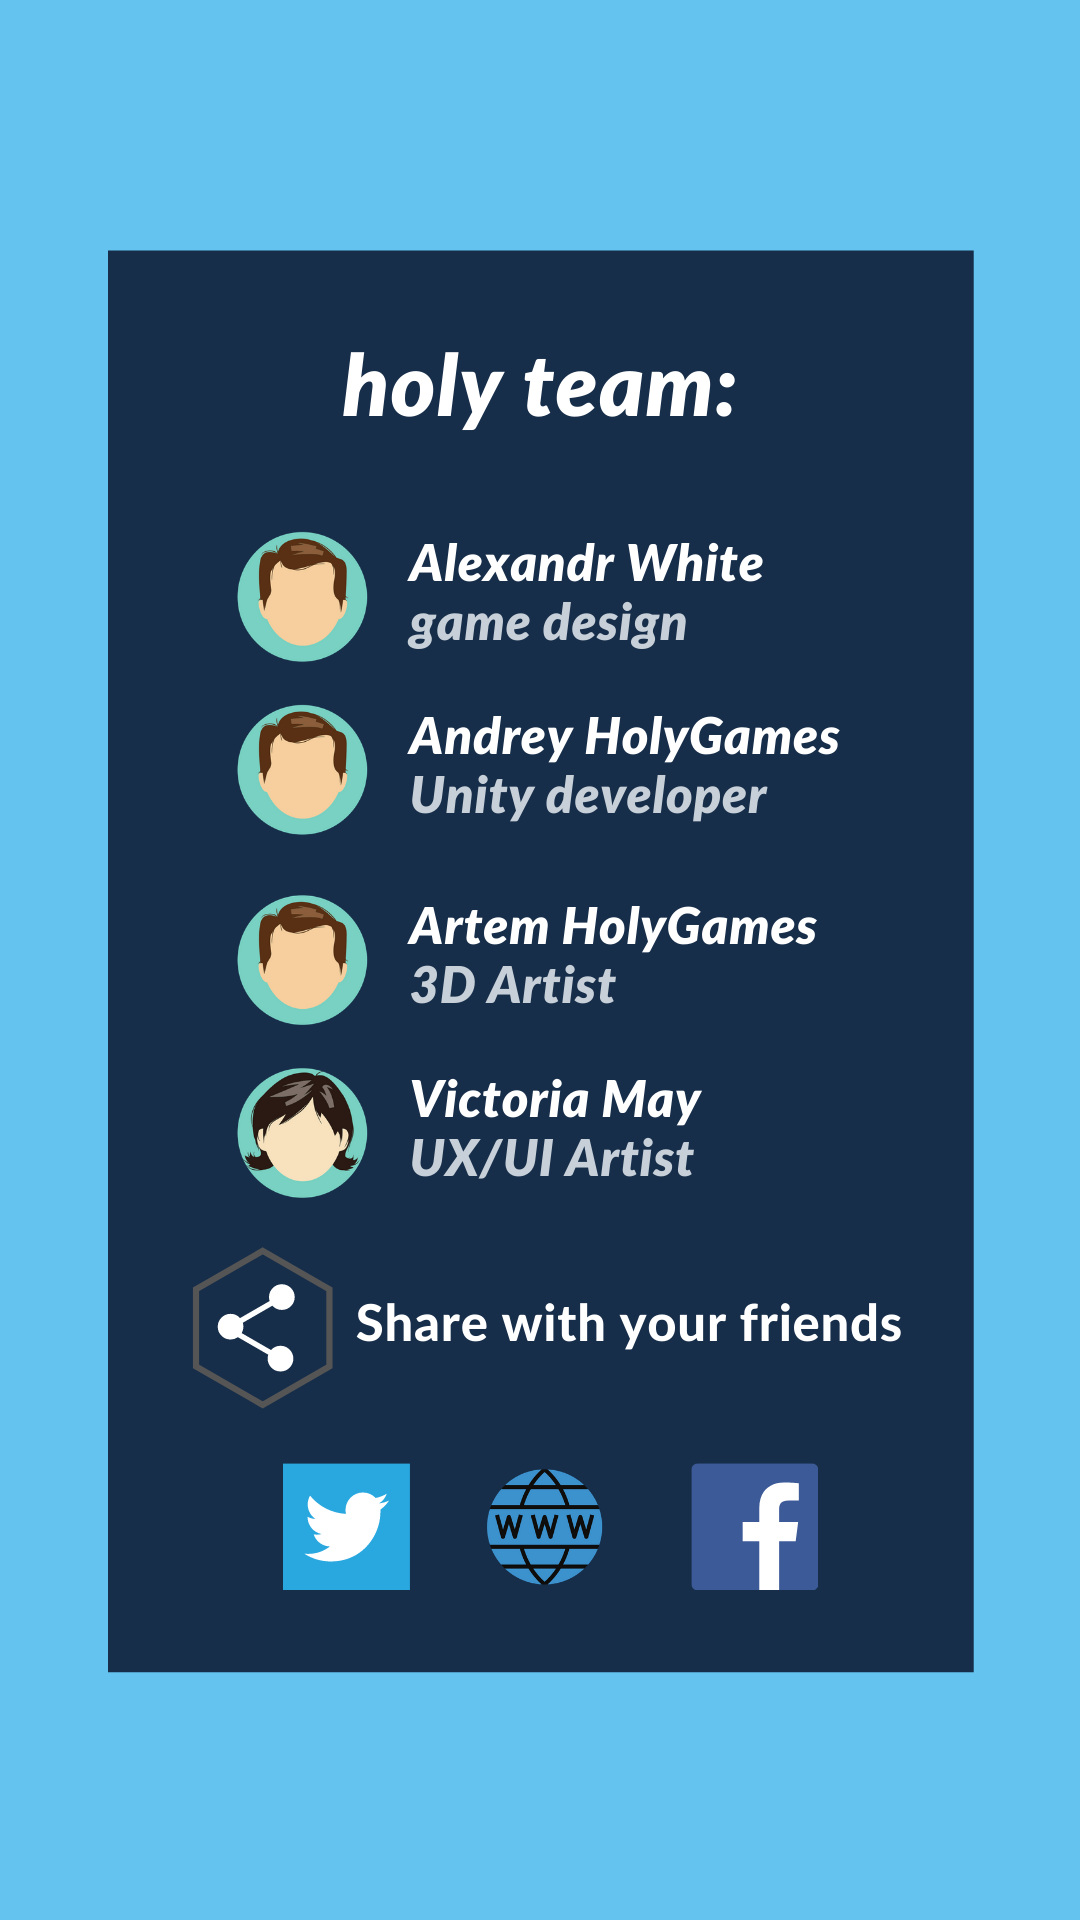 holy team:
Alexandr White
game design
Andrey HolyGames
Unity developer
Artem HolyGames
3D Artist
Victoria May
UX/UI Artist
Share with your friends
WWW